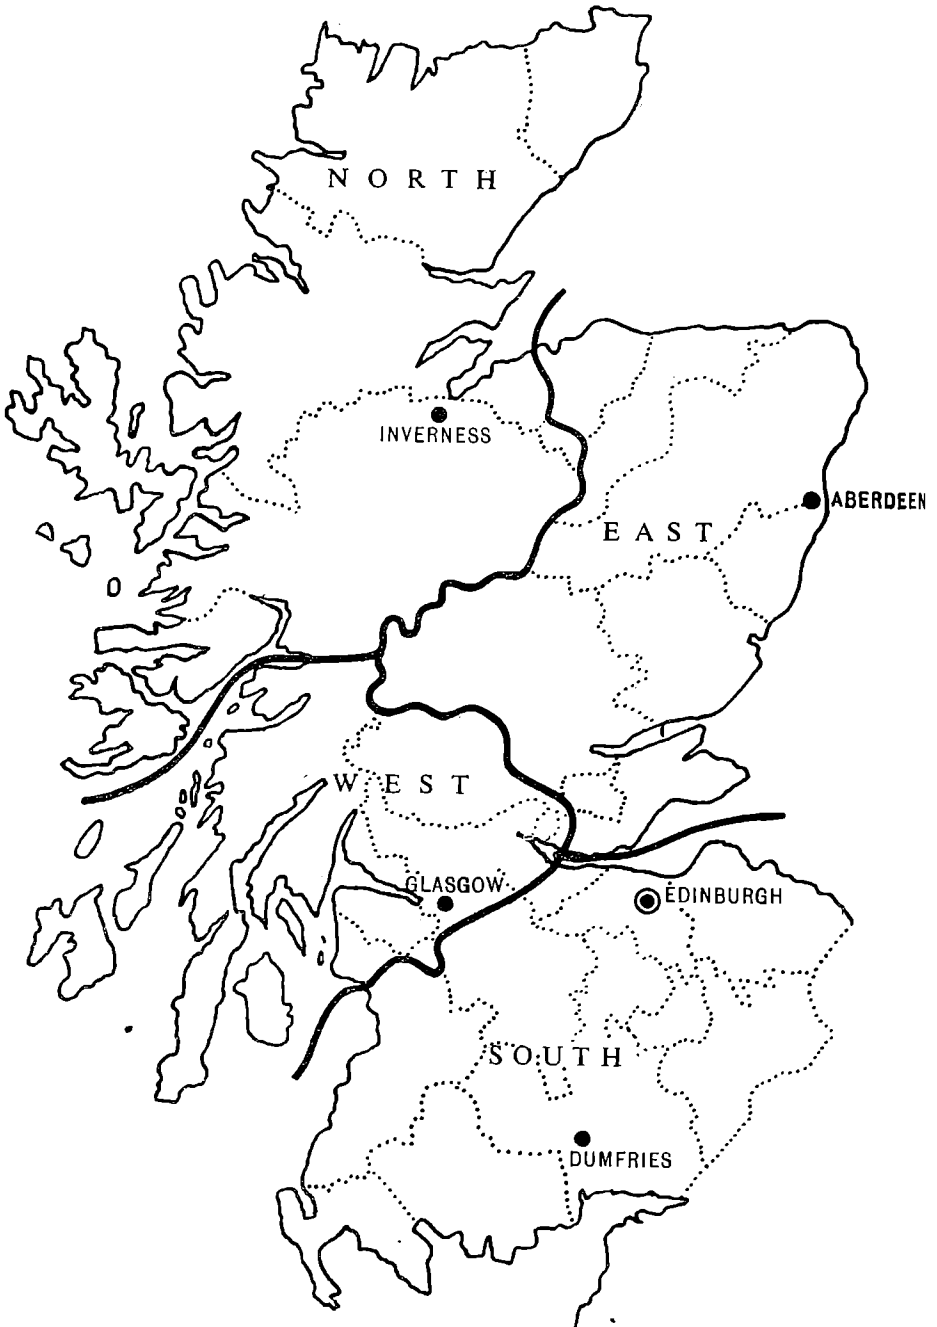 NORTH
INVERNESS
ABERDEEN
EAST
WEST
GLASGOW
EDINBURGH
SOUTH
DUMFRIES